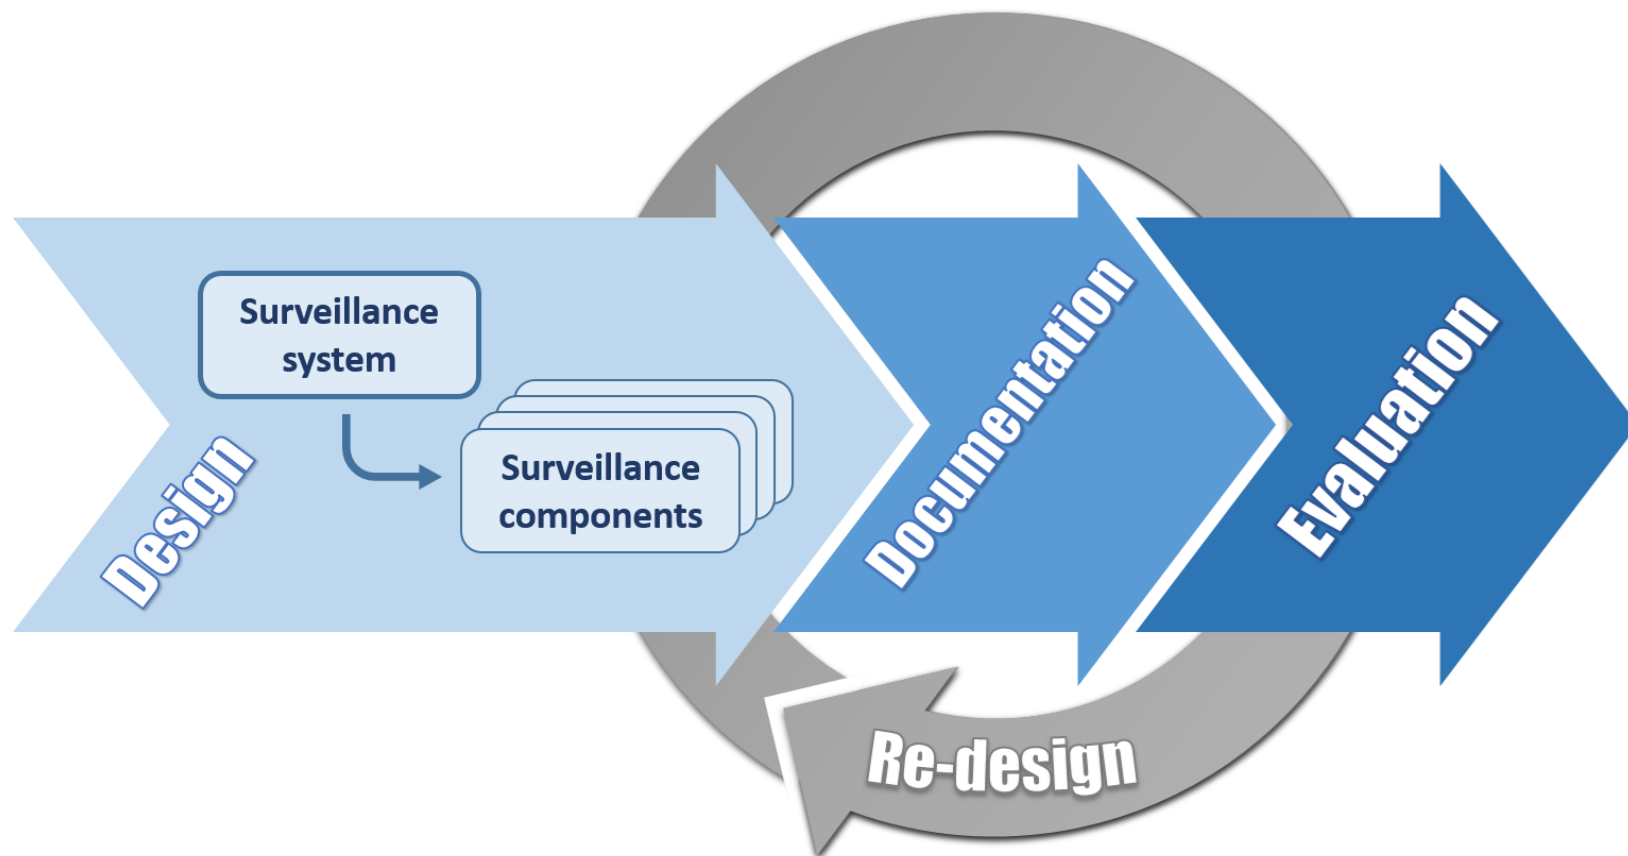 Surveillance
system
Surveillance
components
Design
Documentation
Evaluation
Re-design